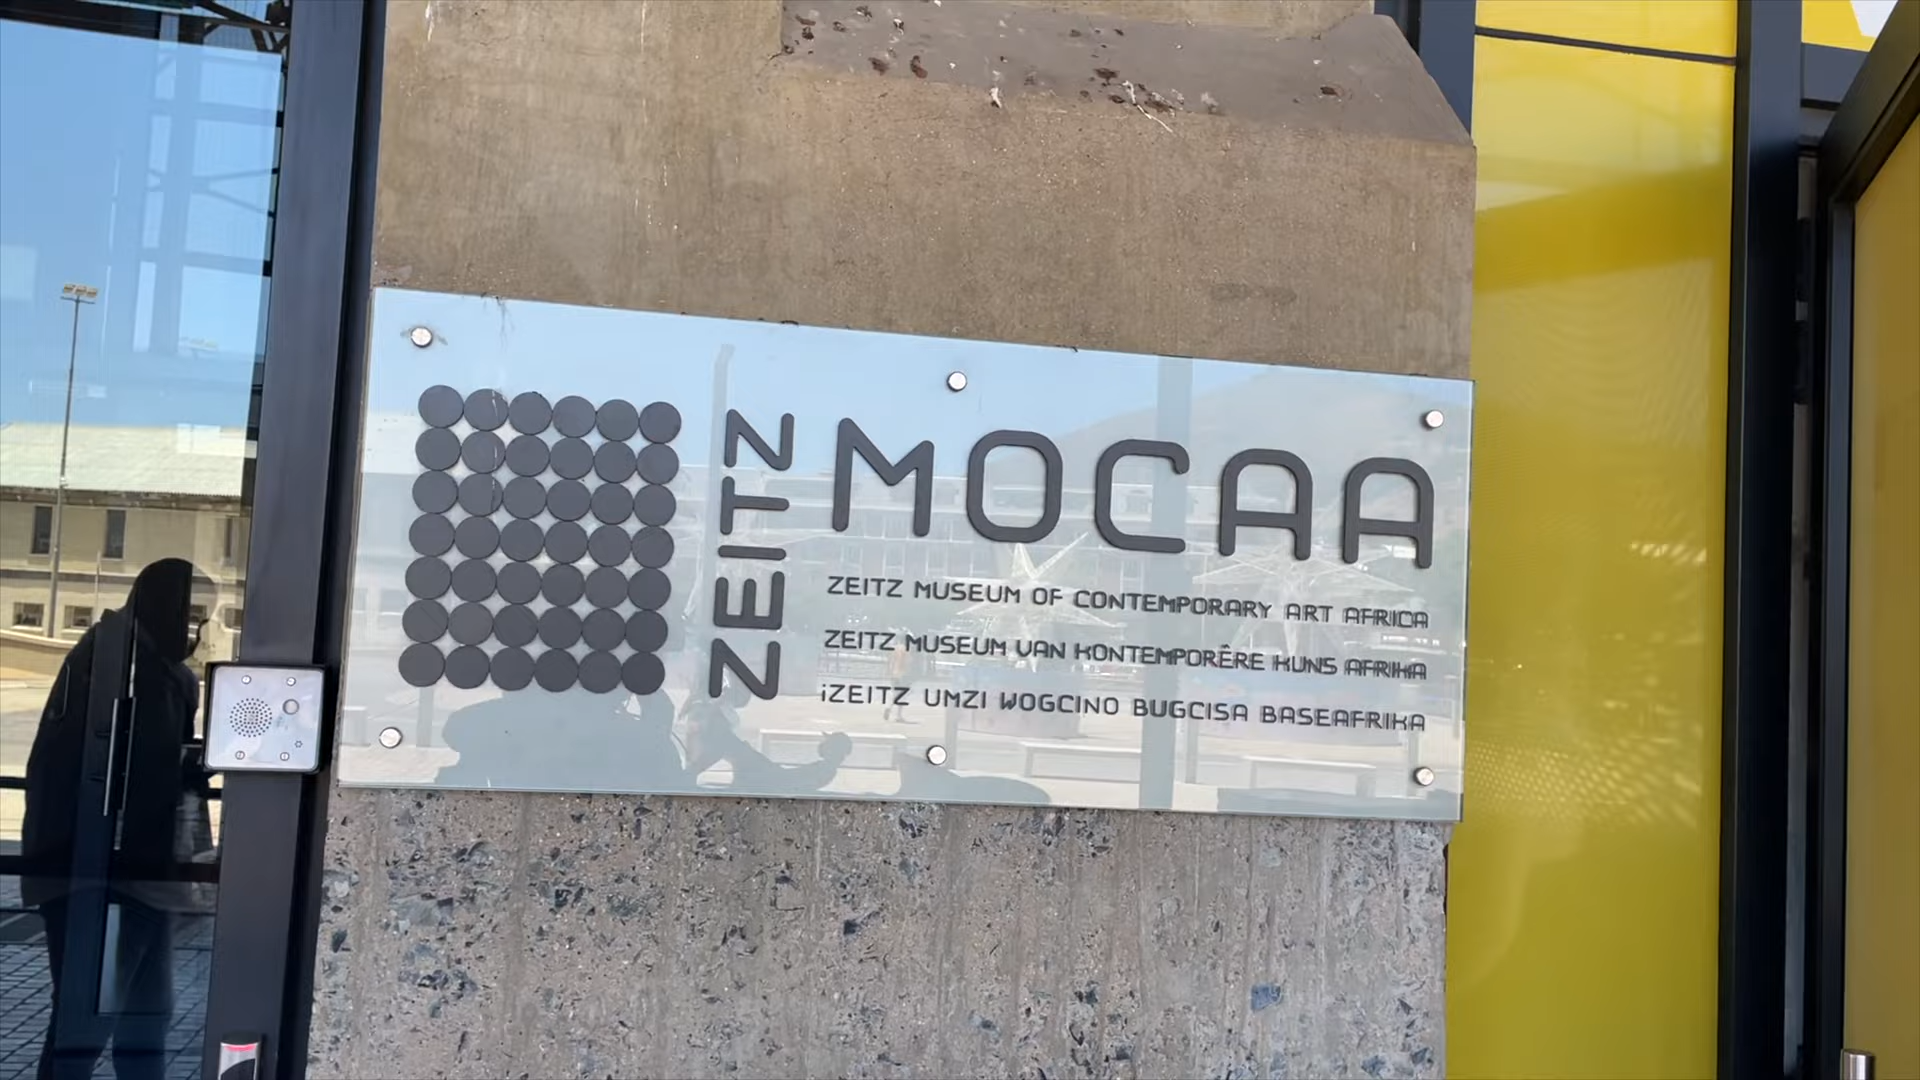 ZEITZ
MOCAA
ZEITZ MUSEUM OF CONTEMPORARY ART AFRICA
ZEITZ MUSEUM VAN KONTEMPORÊRE KUNS AFRIKA
iZEITZ UMZI WOGCINO BUGCISA BASEAFRIKA